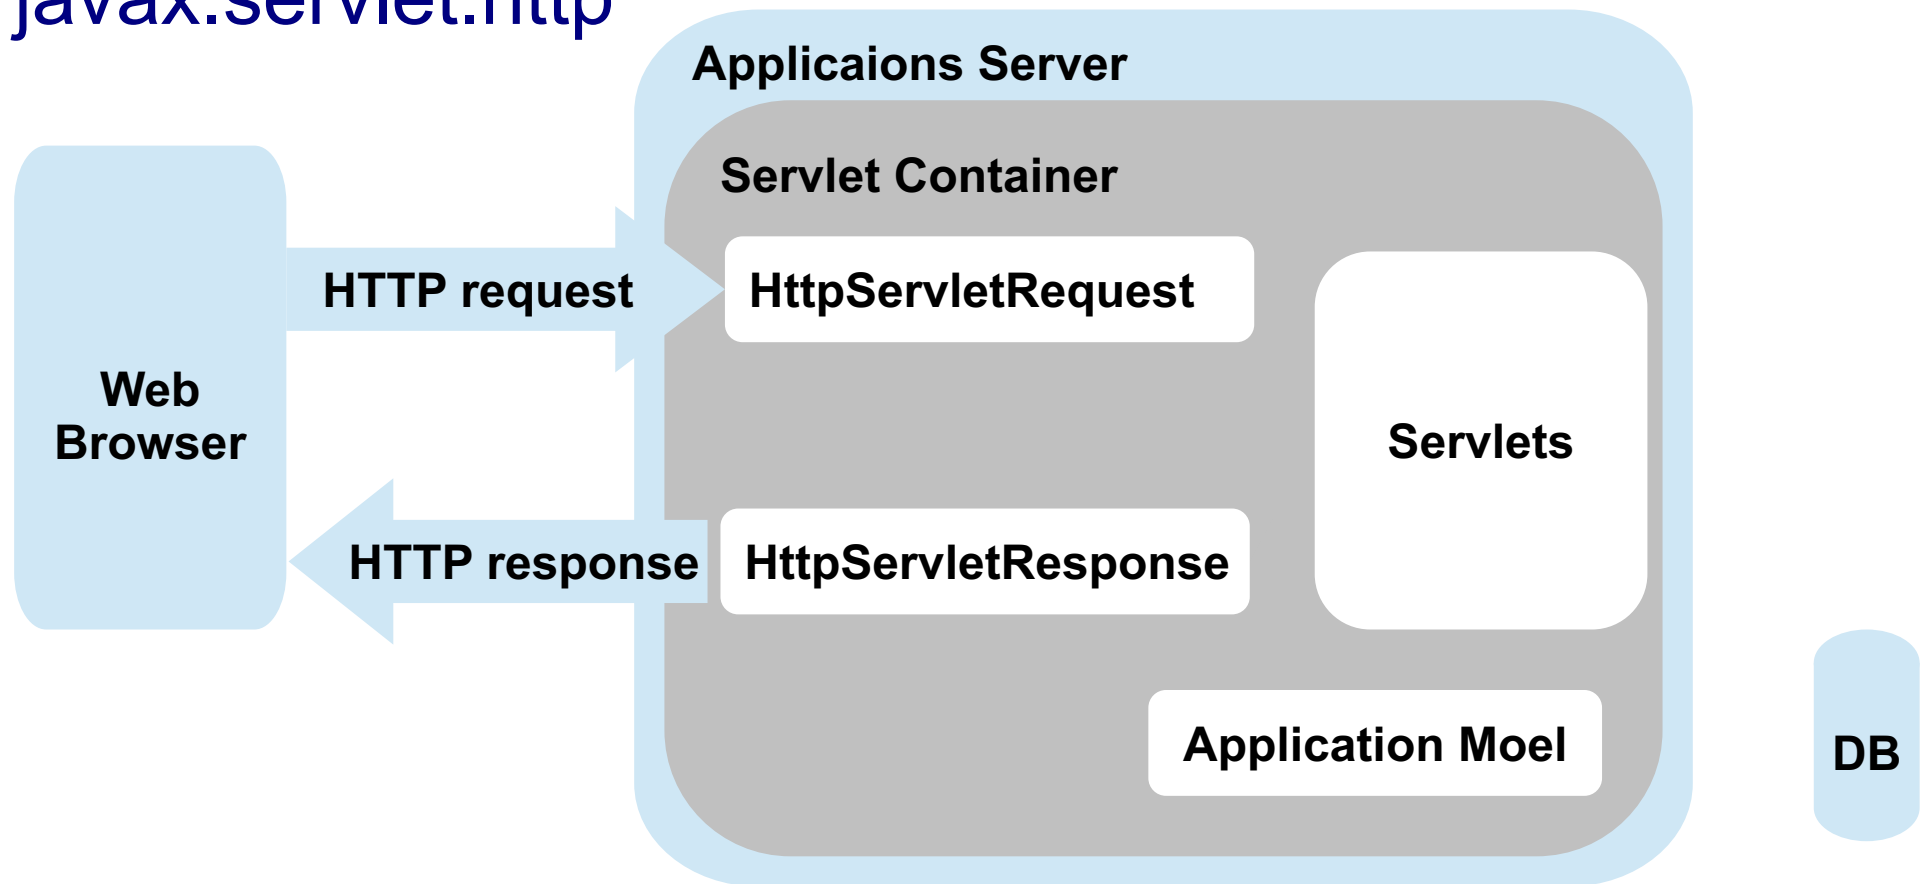 javax.servlet.http
Applicaions Server
Servlet Container
HTTP request
HttpServletRequest
Web
Browser
Servlets
HTTP response
HttpServletResponse
Application Moel
DB